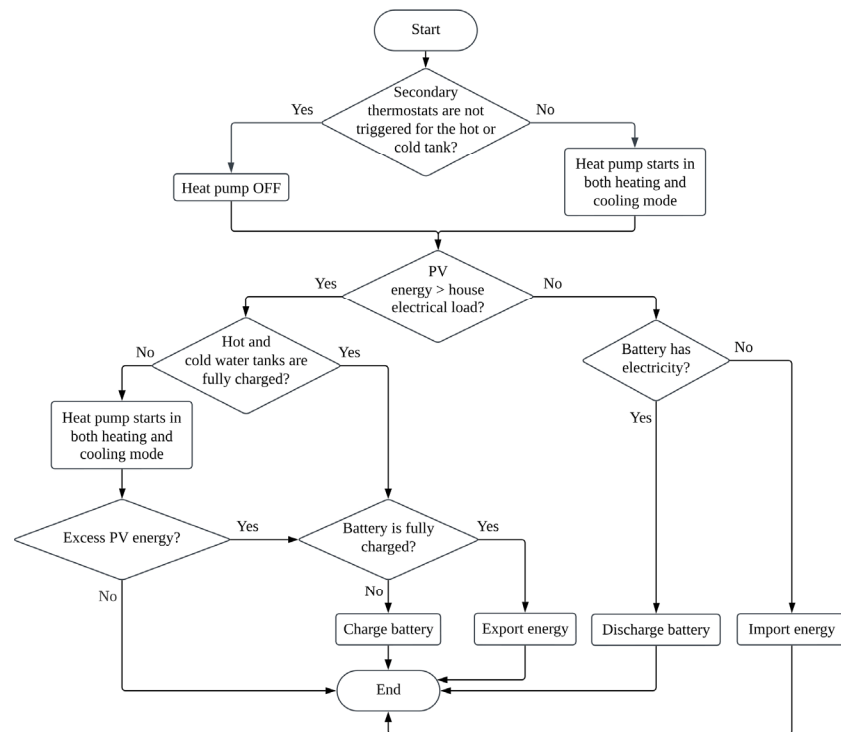 Start
Secondary
thermostats are not
triggered for the hot or
cold tank?
Yes
No
Heat pump OFF
Heat pump starts in
both heating and
cooling mode
PV
energy > house
electrical load?
Yes
No
Hot and
cold water tanks are
fully charged?
No
Yes
Battery has
electricity?
No
Yes
Heat pump starts in
both heating and
cooling mode
Excess PV energy?
Yes
No
Battery is fully
charged?
Yes
No
Charge battery
Export energy
Discharge battery
Import energy
End